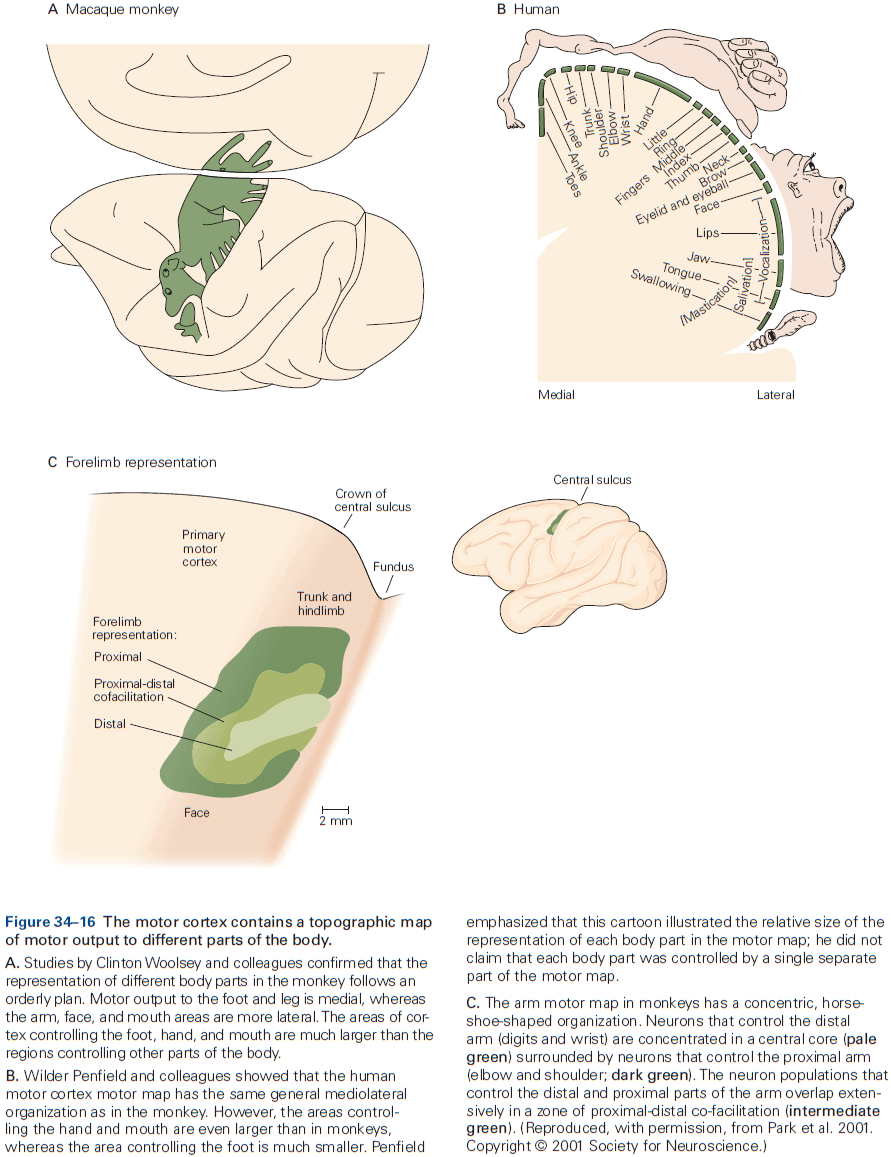 A Macaque monkey
B Human
Hip
Trunk
Shoulder
Elbow
Wrist
Hand
Knee
Ankle
Toes
Little
Ring
Middle
Index
Thumb
Fingers
Neck
Brow
Eyelid and eyeball
Face
Lips
Jaw
Tongue
Swallowing
[Mastication]
[Salivation]
[Vocalization]
Medial
Lateral
C Forelimb representation
Crown of
central sulcus
Primary
motor
cortex
Fundus
Trunk and
hindlimb
Forelimb
representation:
Proximal
Proximal-distal
cofacilitation
Distal
Face
2 mm
Central sulcus
Figure 34–16 The motor cortex contains a topographic map
of motor output to different parts of the body.
A. Studies by Clinton Woolsey and colleagues confirmed that the
representation of different body parts in the monkey follows an
orderly plan. Motor output to the foot and leg is medial, whereas
the arm, face, and mouth areas are more lateral. The areas of cor-
tex controlling the foot, hand, and mouth are much larger than the
regions controlling other parts of the body.
B. Wilder Penfield and colleagues showed that the human
motor cortex motor map has the same general mediolateral
organization as in the monkey. However, the areas control-
ling the hand and mouth are even larger than in monkeys,
whereas the area controlling the foot is much smaller. Penfield
emphasized that this cartoon illustrated the relative size of the
representation of each body part in the motor map; he did not
claim that each body part was controlled by a single separate
part of the motor map.
C. The arm motor map in monkeys has a concentric, horse-
shoe-shaped organization. Neurons that control the distal
arm (digits and wrist) are concentrated in a central core (pale
green) surrounded by neurons that control the proximal arm
(elbow and shoulder; dark green). The neuron populations that
control the distal and proximal parts of the arm overlap exten-
sively in a zone of proximal-distal co-facilitation (intermediate
green). (Reproduced, with permission, from Park et al. 2001.
Copyright © 2001 Society for Neuroscience.)